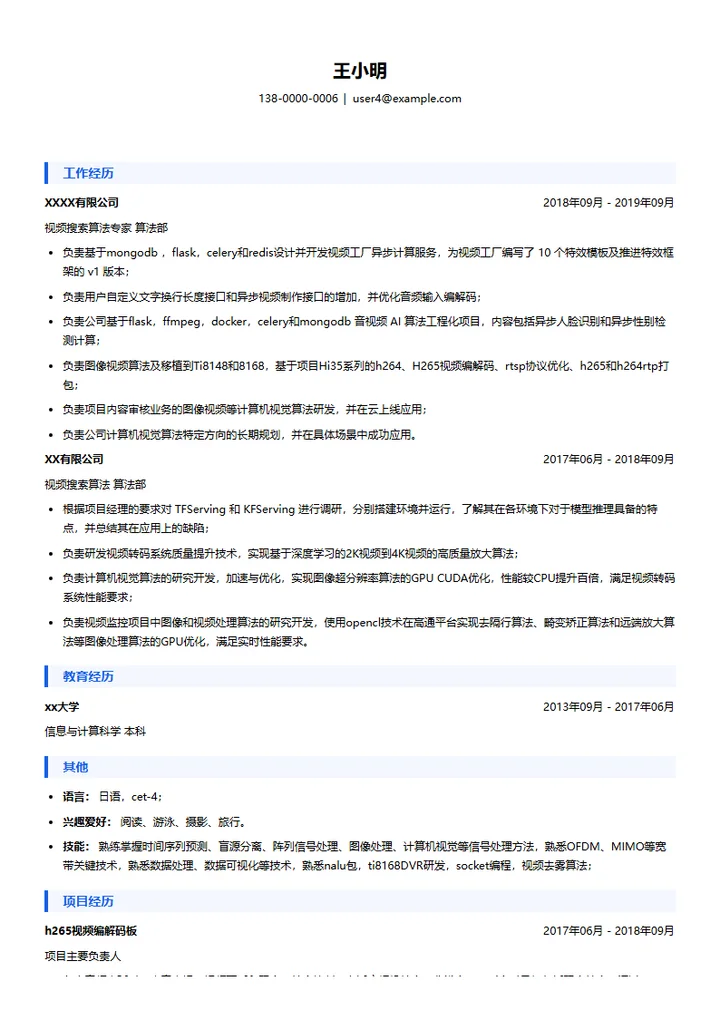 王小明
138-0000-0006 | user4@example.com
工作经历
XXXX有限公司 2018年09月 - 2019年09月
视频搜索算法专家 算法部
• 负责基于mongodb ，flask，celery和redis设计并开发视频工厂异步计算服务，为视频工厂编写了 10 个特效模板及推进特效框
架的 v1 版本；
• 负责用户自定义文字换行长度接口和异步视频制作接口的增加，并优化音频输入编解码；
• 负责公司基于flask，ffmpeg，docker，celery和mongodb 音视频 AI 算法工程化项目，内容包括异步人脸识别和异步性别检
测计算；
• 负责图像视频算法及移植到Ti8148和8168，基于项目Hi35系列的h264、H265视频编解码、rtsp协议优化、h265和h264rtp打
包；
• 负责项目内容审核业务的图像视频等计算机视觉算法研发，并在云上线应用；
• 负责公司计算机视觉算法特定方向的长期规划，并在具体场景中成功应用。
XX有限公司 2017年06月 - 2018年09月
视频搜索算法 算法部
• 根据项目经理的要求对 TFServing 和 KFServing 进行调研，分别搭建环境并运行，了解其在各环境下对于模型推理具备的特
点，并总结其在应用上的缺陷；
• 负责研发视频转码系统质量提升技术，实现基于深度学习的2K视频到4K视频的高质量放大算法；
• 负责计算机视觉算法的研究开发，加速与优化，实现图像超分辨率算法的GPU CUDA优化，性能较CPU提升百倍，满足视频转码
系统性能要求；
• 负责视频监控项目中图像和视频处理算法的研究开发，使用opencl技术在高通平台实现去隔行算法、畸变矫正算法和远端放大算
法等图像处理算法的GPU优化，满足实时性能要求。
教育经历
xx大学 2013年09月 - 2017年06月
信息与计算科学 本科
其他
• 语言： 日语，cet-4；
• 兴趣爱好： 阅读、游泳、摄影、旅行。
• 技能： 熟练掌握时间序列预测、盲源分离、阵列信号处理、图像处理、计算机视觉等信号处理方法，熟悉OFDM、MIMO等宽
带关键技术，熟悉数据处理、数据可视化等技术，熟悉nalu包，ti8168DVR研发，socket编程，视频去雾算法；
项目经历
h265视频编解码板 2017年06月 - 2018年09月
项目主要负责人